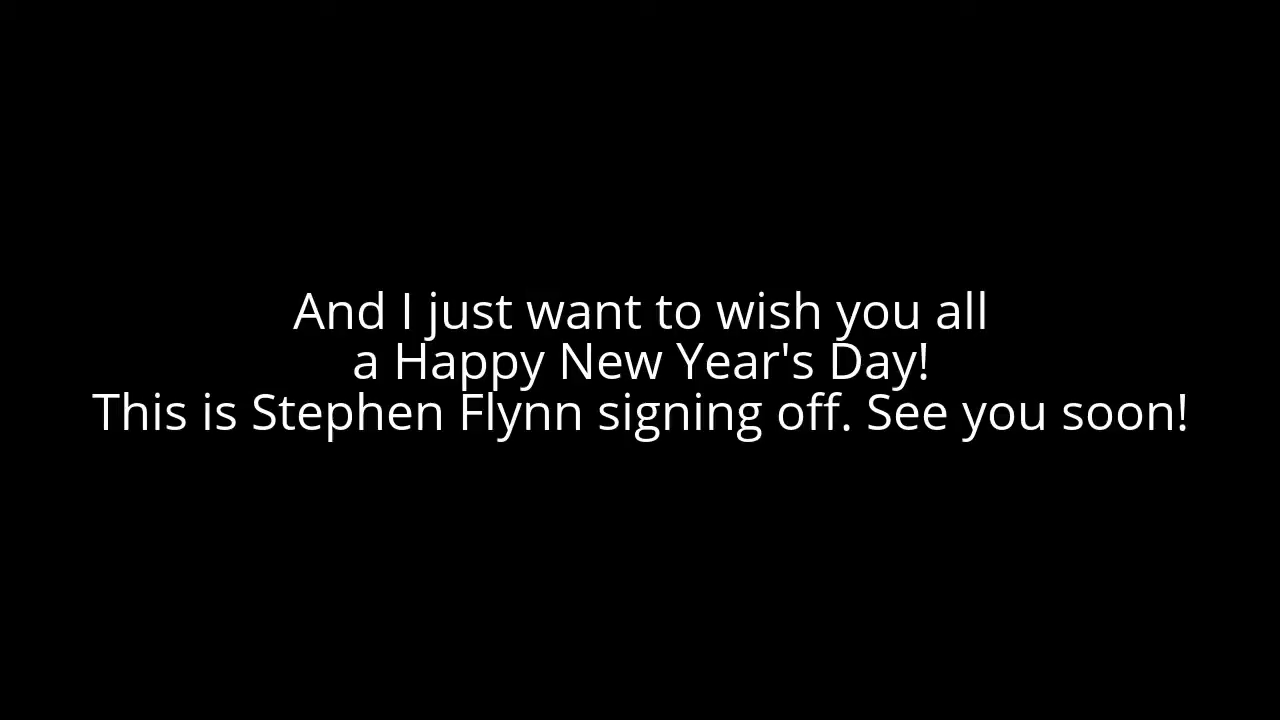 And I just want to wish you all
a Happy New Year's Day!
This is Stephen Flynn signing off. See you soon!